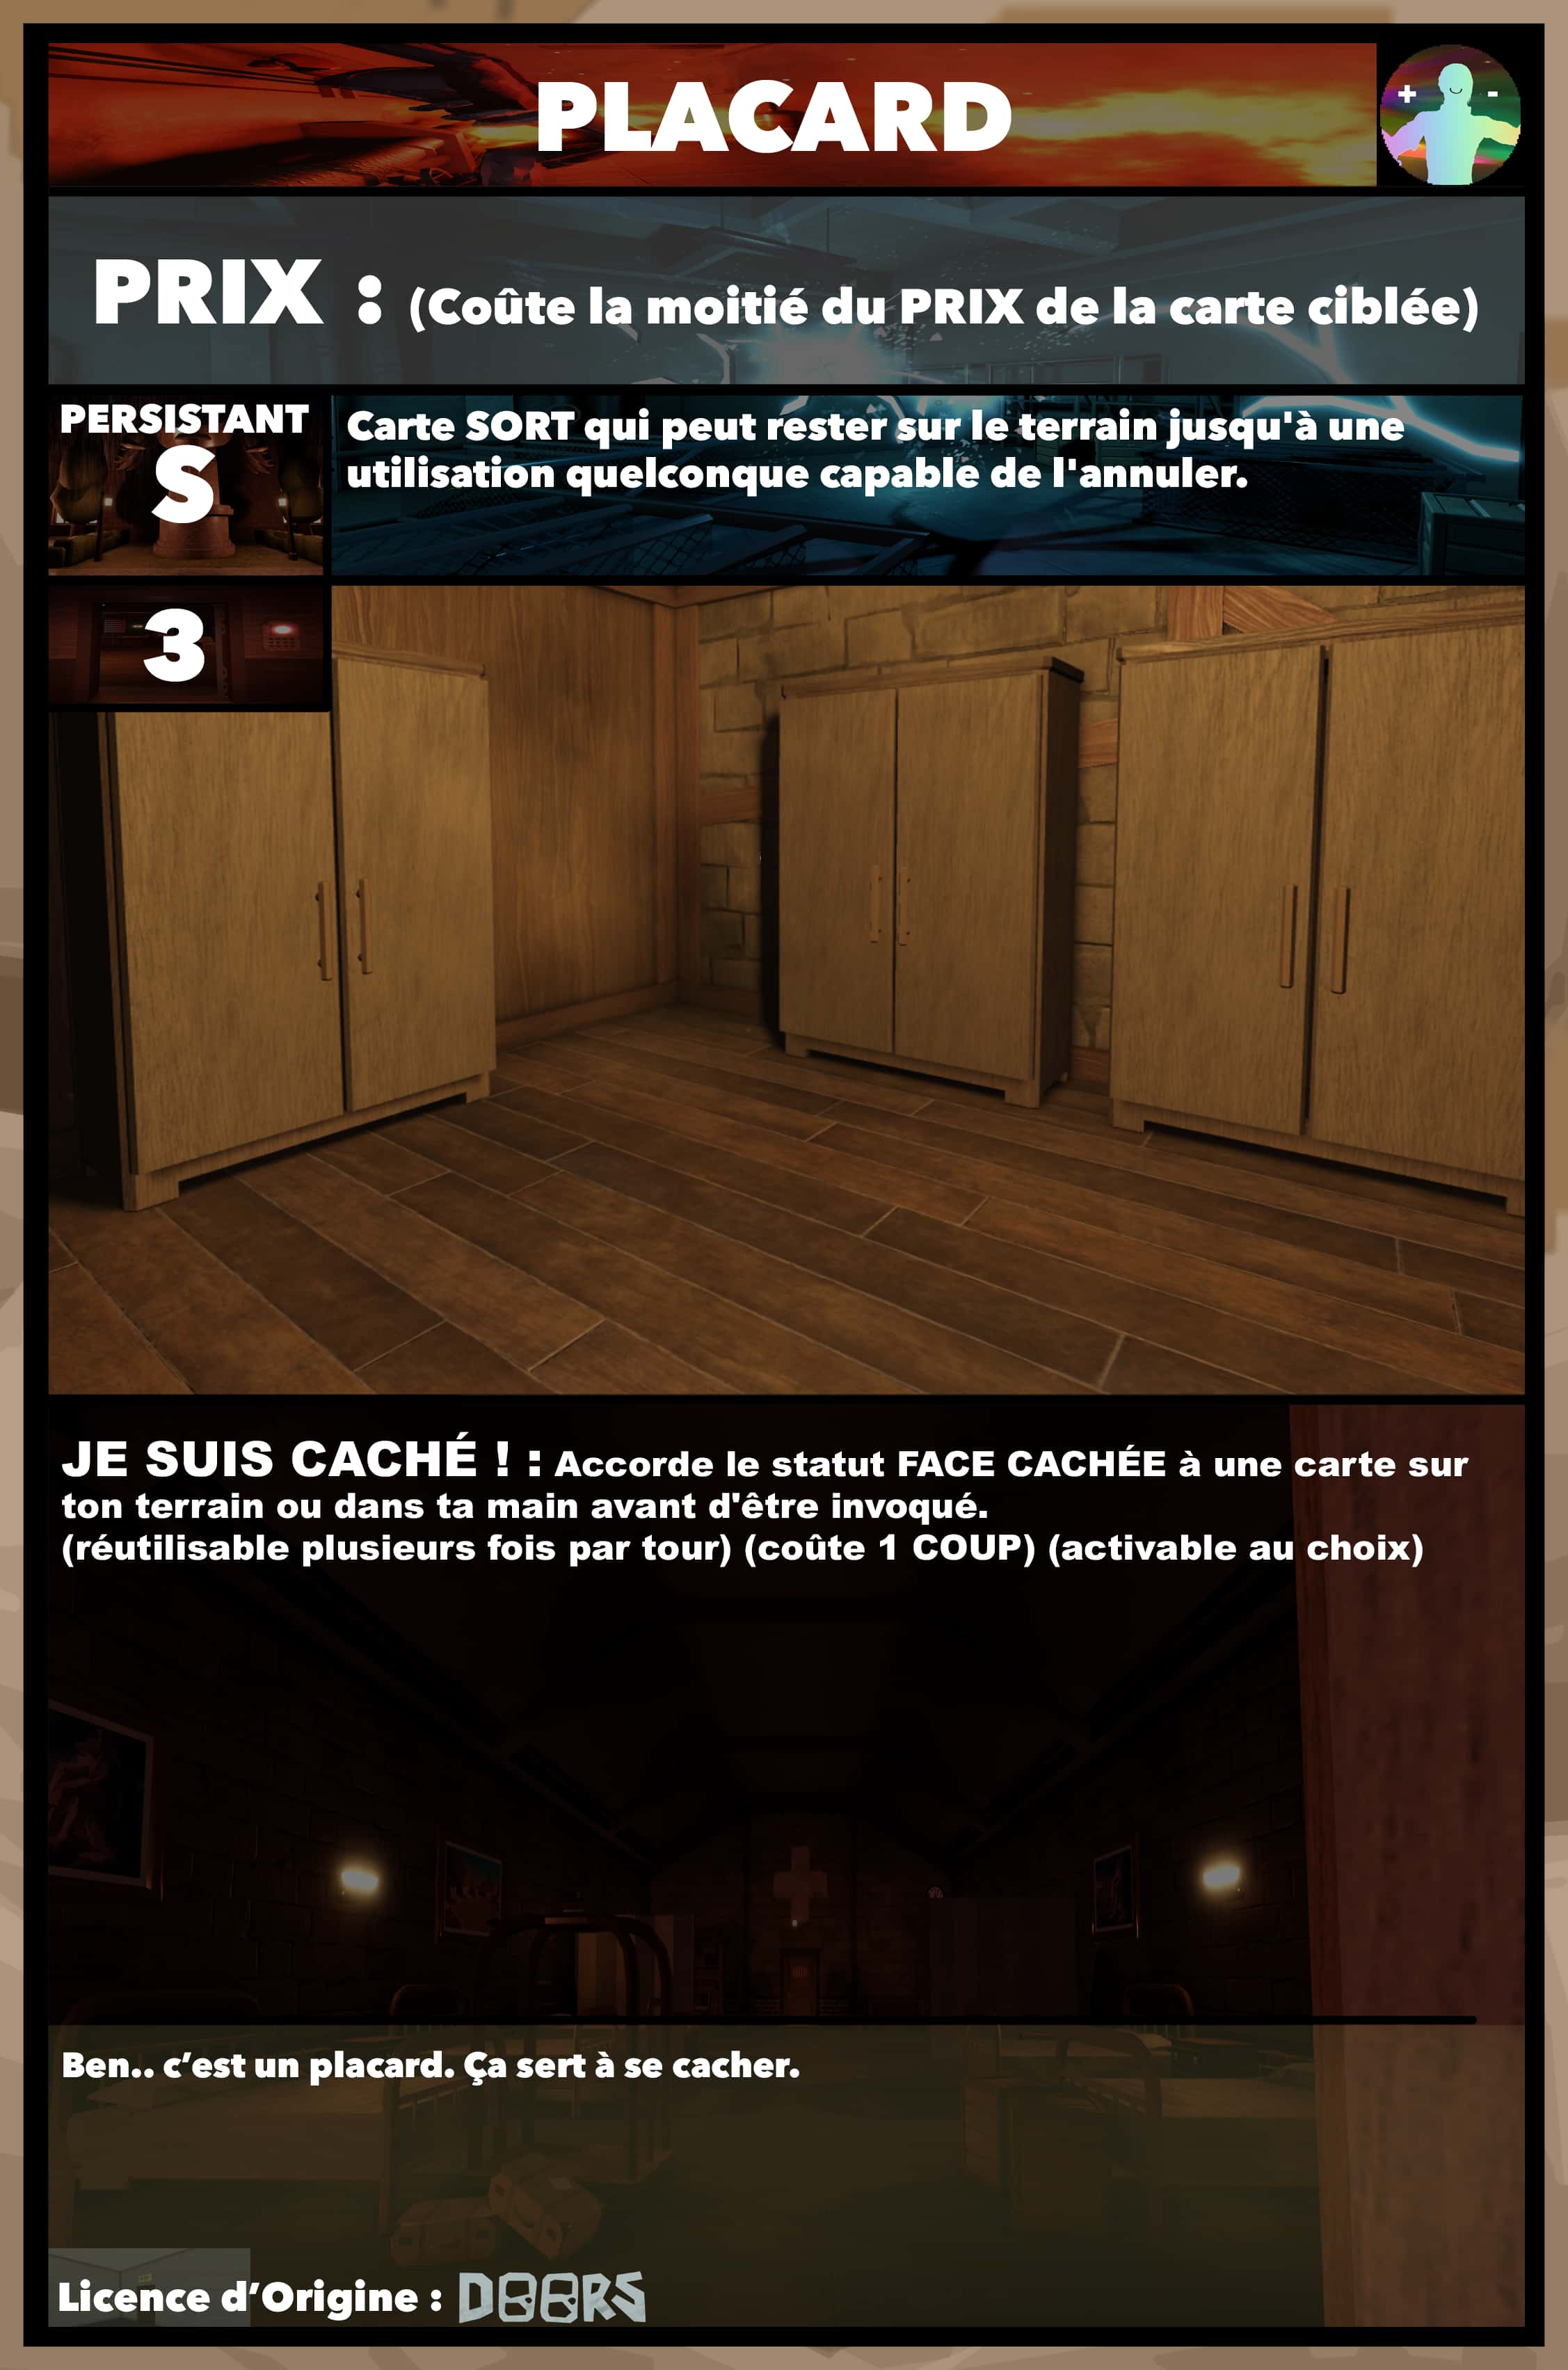 PLACARD
+ -
PRIX : (Coûte la moitié du PRIX de la carte ciblée)
PERSISTANT
S
Carte SORT qui peut rester sur le terrain jusqu'à une
utilisation quelconque capable de l'annuler.
3
JE SUIS CACHÉ ! : Accorde le statut FACE CACHÉE à une carte sur
ton terrain ou dans ta main avant d'être invoqué.
(réutilisable plusieurs fois par tour) (coûte 1 COUP) (activable au choix)
Ben.. c’est un placard. Ça sert à se cacher.
Licence d’Origine : DOORS